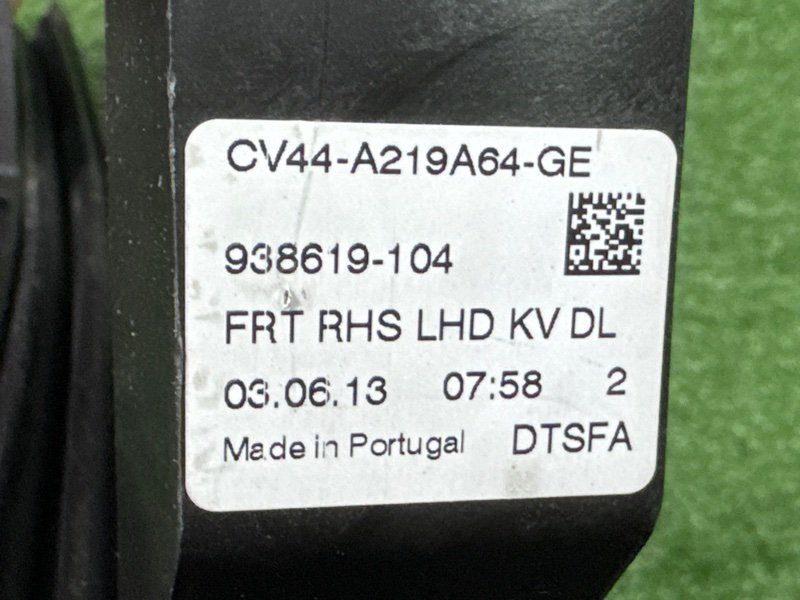 CV44-A219A64-GE
938619-104
FRT RHS LHD KV DL
03.06.13 07:58 2
Made in Portugal DTSFA